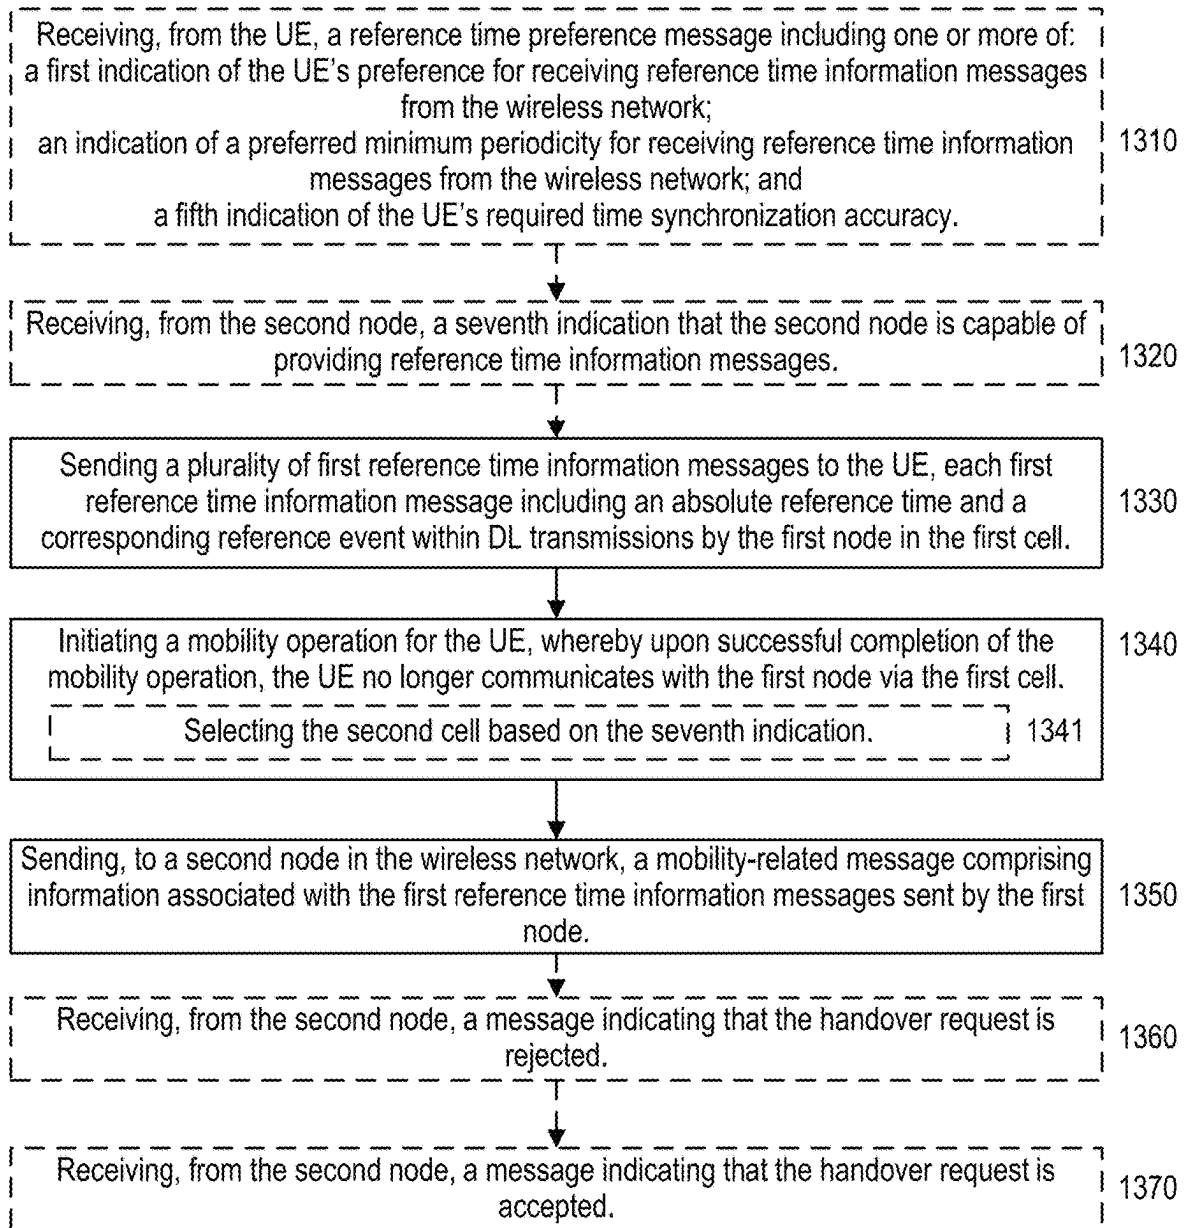 Receiving, from the UE, a reference time preference message including one or more of:
a first indication of the UE's preference for receiving reference time information messages
from the wireless network;
an indication of a preferred minimum periodicity for receiving reference time information
messages from the wireless network; and
a fifth indication of the UE's required time synchronization accuracy.
1310
Receiving, from the second node, a seventh indication that the second node is capable of
providing reference time information messages.
1320
Sending a plurality of first reference time information messages to the UE, each first
reference time information message including an absolute reference time and a
corresponding reference event within DL transmissions by the first node in the first cell.
1330
Initiating a mobility operation for the UE, whereby upon successful completion of the
mobility operation, the UE no longer communicates with the first node via the first cell.
1340
Selecting the second cell based on the seventh indication.
1341
Sending, to a second node in the wireless network, a mobility-related message comprising
information associated with the first reference time information messages sent by the first
node.
1350
Receiving, from the second node, a message indicating that the handover request is
rejected.
1360
Receiving, from the second node, a message indicating that the handover request is
accepted.
1370